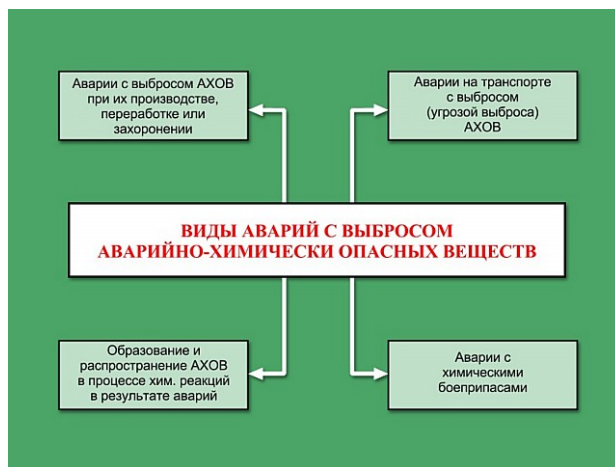 Аварии с выбросом АХОВ
при их производстве,
переработке или
захоронении
Аварии на транспорте
с выбросом
(угрозой выброса)
АХОВ
ВИДЫ АВАРИЙ С ВЫБРОСОМ
АВАРИЙНО-ХИМИЧЕСКИ ОПАСНЫХ ВЕЩЕСТВ
Образование и
распространение АХОВ
в процессе хим. реакций
в результате аварий
Аварии с
химическими
боеприпасами